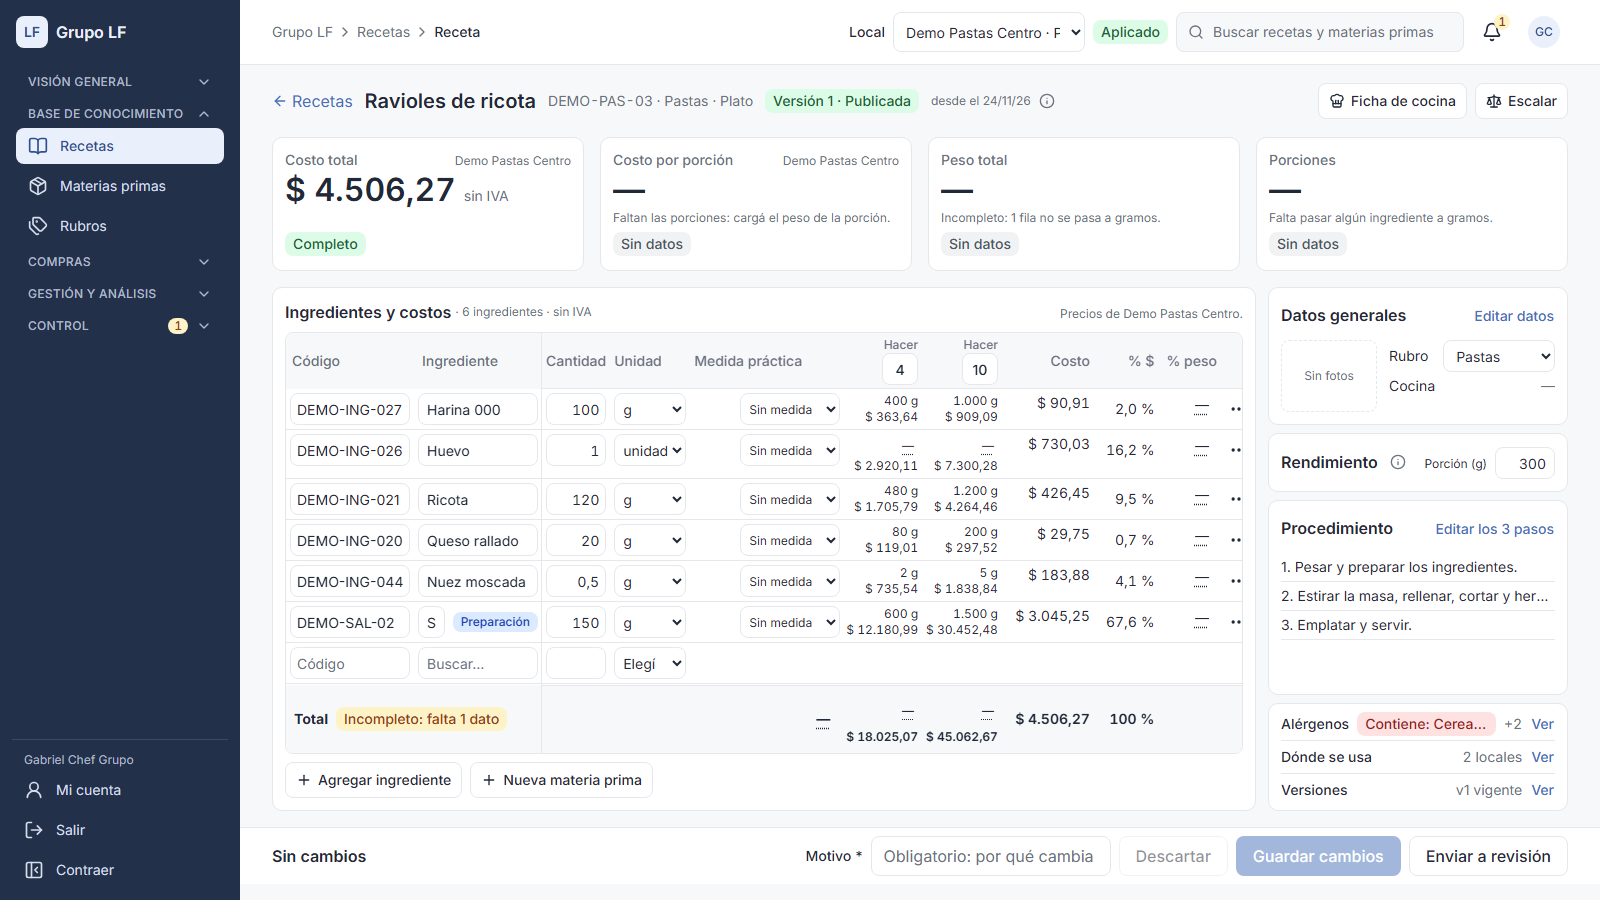 LF Grupo LF
VISIÓN GENERAL
BASE DE CONOCIMIENTO
Recetas
Materias primas
Rubros
COMPRAS
GESTIÓN Y ANÁLISIS
CONTROL 1
Gabriel Chef Grupo
Mi cuenta
Salir
Contraer
Grupo LF > Recetas > Receta
Local Demo Pastas Centro · P Aplicado Buscar recetas y materias primas 1 GC
← Recetas Ravioles de ricota DEMO-PAS-03 · Pastas · Plato Versión 1 · Publicada desde el 24/11/26
Ficha de cocina Escalar
Costo total Demo Pastas Centro
$ 4.506,27 sin IVA
Completo
Costo por porción Demo Pastas Centro
—
Faltan las porciones: cargá el peso de la porción.
Sin datos
Peso total
—
Incompleto: 1 fila no se pasa a gramos.
Sin datos
Porciones
—
Falta pasar algún ingrediente a gramos.
Sin datos
Ingredientes y costos · 6 ingredientes · sin IVA Precios de Demo Pastas Centro.
Código Ingrediente Cantidad Unidad Medida práctica Hacer 4 Hacer 10 Costo % $ % peso
DEMO-ING-027 Harina 000 100 g Sin medida 400 g 1.000 g $ 90,91 2,0 % —
$ 363,64 $ 909,09
DEMO-ING-026 Huevo 1 unidad Sin medida — — $ 730,03 16,2 % —
$ 2.920,11 $ 7.300,28
DEMO-ING-021 Ricota 120 g Sin medida 480 g 1.200 g $ 426,45 9,5 % —
$ 1.705,79 $ 4.264,46
DEMO-ING-020 Queso rallado 20 g Sin medida 80 g 200 g $ 29,75 0,7 % —
$ 119,01 $ 297,52
DEMO-ING-044 Nuez moscada 0,5 g Sin medida 2 g 5 g $ 183,88 4,1 % —
$ 735,54 $ 1.838,84
DEMO-SAL-02 S Preparación 150 g Sin medida 600 g 1.500 g $ 3.045,25 67,6 % —
$ 12.180,99 $ 30.452,48
Código Buscar... Elegí
Total Incompleto: falta 1 dato — — — $ 4.506,27 100 %
$ 18.025,07 $ 45.062,67
+ Agregar ingrediente + Nueva materia prima
Datos generales Editar datos
Sin fotos
Rubro Pastas
Cocina —
Rendimiento Porción (g) 300
Procedimiento Editar los 3 pasos
1. Pesar y preparar los ingredientes.
2. Estirar la masa, rellenar, cortar y her...
3. Emplatar y servir.
Alérgenos Contiene: Cerea... +2 Ver
Dónde se usa 2 locales Ver
Versiones v1 vigente Ver
Sin cambios Motivo * Obligatorio: por qué cambia Descartar Guardar cambios Enviar a revisión